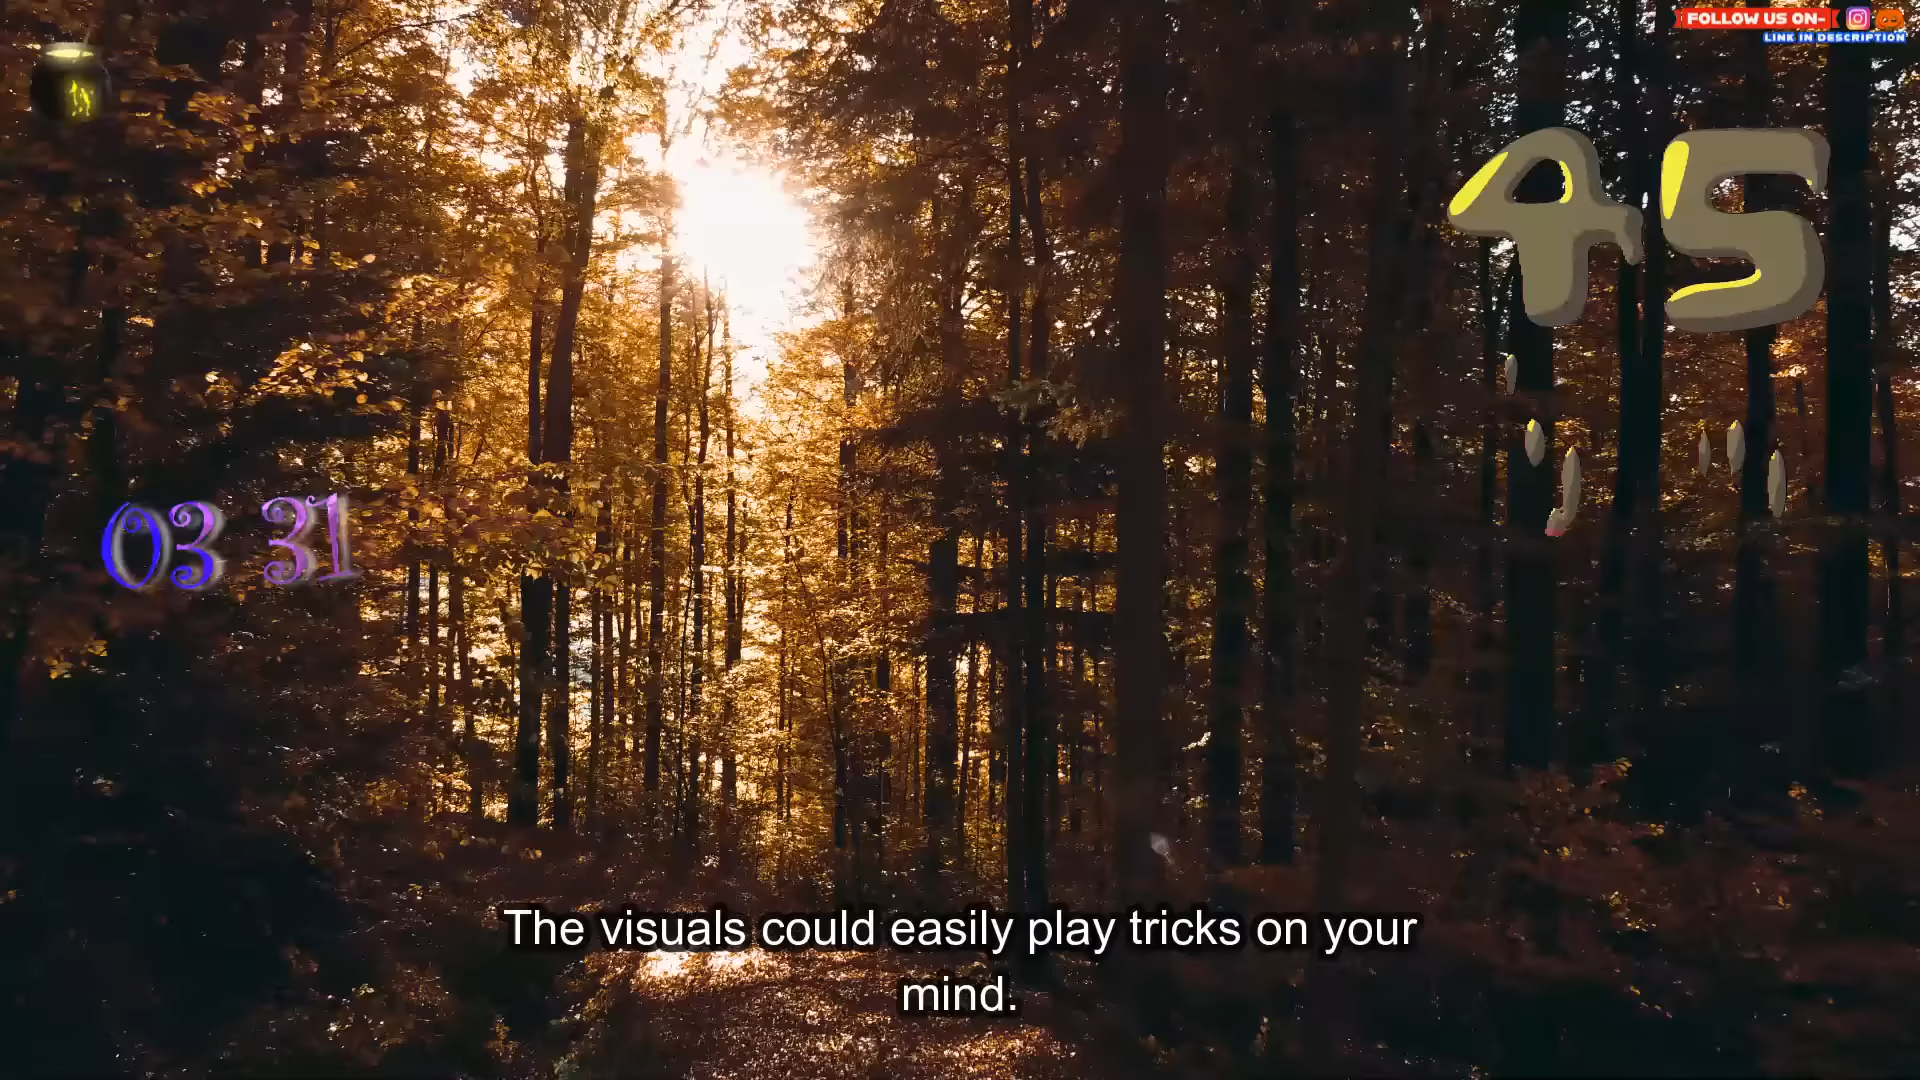 FOLLOW US ON-
LINK IN DESCRIPTION
45
03 31
The visuals could easily play tricks on your
mind.